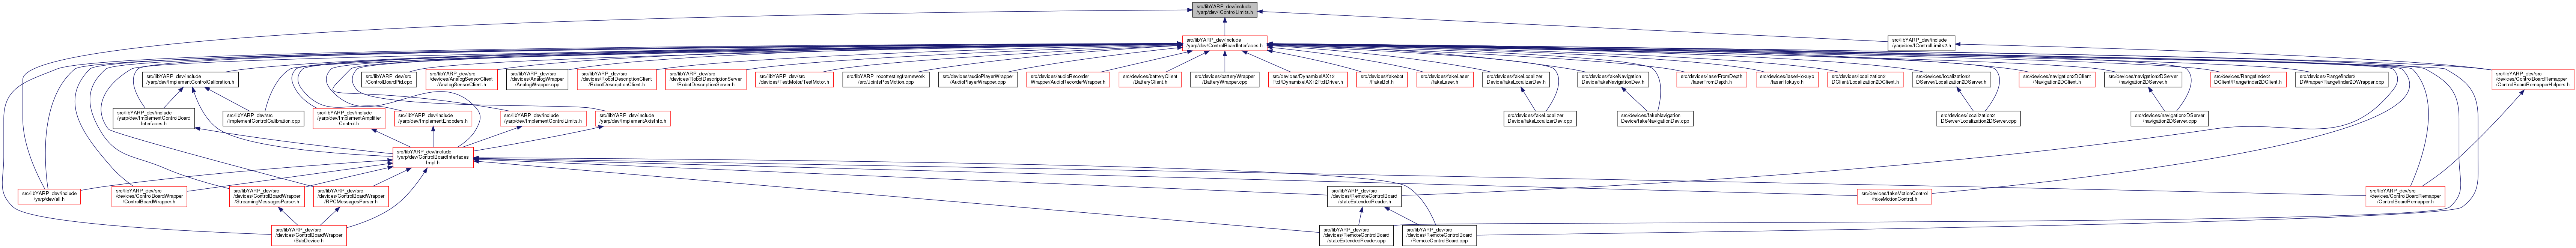 src/libYARP_dev/include
/yarp/dev/IControlLimits.h
src/libYARP_dev/include
/yarp/dev/ControlBoardInterfaces.h
src/libYARP_dev/include
/yarp/dev/IControlLimits2.h
src/libYARP_dev/include
/yarp/dev/ImplementControlCalibration.h
src/libYARP_dev/src
/ControlBoardPid.cpp
src/libYARP_dev/src
/devices/AnalogSensorClient
/AnalogSensorClient.h
src/libYARP_dev/src
/devices/AnalogWrapper
/AnalogWrapper.cpp
src/libYARP_dev/src
/devices/RobotDescriptionClient
/RobotDescriptionClient.h
src/libYARP_dev/src
/devices/RobotDescriptionServer
/RobotDescriptionServer.h
src/libYARP_dev/src
/devices/TestMotor/TestMotor.h
src/libYARP_robottestingframework
/src/JointsPosMotion.cpp
src/devices/audioPlayerWrapper
/AudioPlayerWrapper.cpp
src/devices/audioRecorder
Wrapper/AudioRecorderWrapper.h
src/devices/batteryClient
/BatteryClient.h
src/devices/batteryWrapper
/BatteryWrapper.cpp
src/devices/DynamixelAX12
Ftdi/DynamixelAX12FtdiDriver.h
src/devices/fakebot
/FakeBot.h
src/devices/fakeLaser
/fakeLaser.h
src/devices/fakeLocalizer
Device/fakeLocalizerDev.h
src/devices/fakeNavigation
Device/fakeNavigationDev.h
src/devices/laserFromDepth
/laserFromDepth.h
src/devices/laserHokuyo
/laserHokuyo.h
src/devices/localization2
DClient/Localization2DClient.h
src/devices/localization2
DServer/Localization2DServer.h
src/devices/navigation2DClient
/Navigation2DClient.h
src/devices/navigation2DServer
/navigation2DServer.h
src/devices/Rangefinder2
DClient/Rangefinder2DClient.h
src/devices/Rangefinder2
DWrapper/Rangefinder2DWrapper.cpp
src/libYARP_dev/src
/devices/ControlBoardRemapper
/ControlBoardRemapperHelpers.h
src/libYARP_dev/include
/yarp/dev/ImplementControlBoard
Interfaces.h
src/libYARP_dev/src
/ImplementControlCalibration.cpp
src/libYARP_dev/include
/yarp/dev/ImplementAmplifier
Control.h
src/libYARP_dev/include
/yarp/dev/ImplementEncoders.h
src/libYARP_dev/include
/yarp/dev/ImplementControlLimits.h
src/libYARP_dev/include
/yarp/dev/ImplementAxisInfo.h
src/devices/fakeLocalizer
Device/fakeLocalizerDev.cpp
src/devices/fakeNavigation
Device/fakeNavigationDev.cpp
src/devices/localization2
DServer/Localization2DServer.cpp
src/devices/navigation2DServer
/navigation2DServer.cpp
src/libYARP_dev/include
/yarp/dev/ControlBoardInterfaces
Impl.h
src/libYARP_dev/include
/yarp/dev/all.h
src/libYARP_dev/src
/devices/ControlBoardWrapper
/ControlBoardWrapper.h
src/libYARP_dev/src
/devices/ControlBoardWrapper
/StreamingMessagesParser.h
src/libYARP_dev/src
/devices/ControlBoardWrapper
/RPCMessagesParser.h
src/libYARP_dev/src
/devices/RemoteControlBoard
/stateExtendedReader.h
src/devices/fakeMotionControl
/fakeMotionControl.h
src/libYARP_dev/src
/devices/ControlBoardRemapper
/ControlBoardRemapper.h
src/libYARP_dev/src
/devices/ControlBoardWrapper
/SubDevice.h
src/libYARP_dev/src
/devices/RemoteControlBoard
/stateExtendedReader.cpp
src/libYARP_dev/src
/devices/RemoteControlBoard
/RemoteControlBoard.cpp